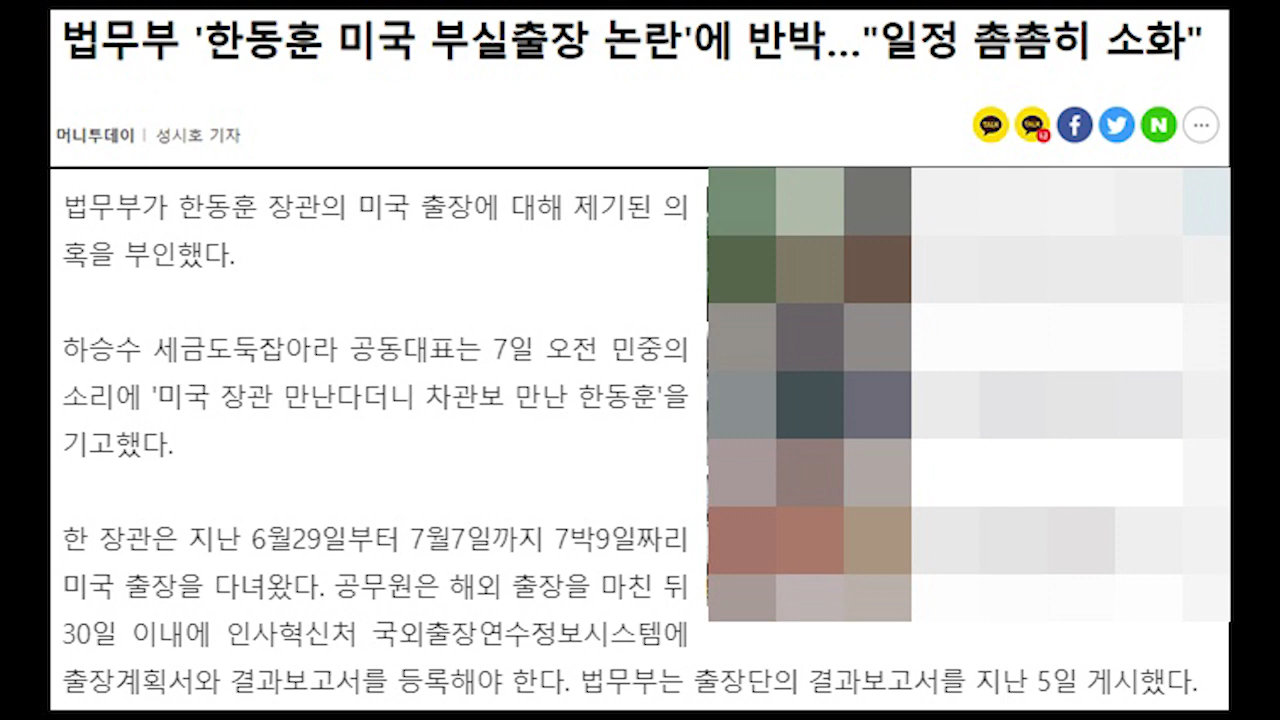 법무부 '한동훈 미국 부실출장 논란'에 반박..."일정 촘촘히 소화"
머니투데이 | 성시호 기자
TALK TALK 나 f N ...
법무부가 한동훈 장관의 미국 출장에 대해 제기된 의
혹을 부인했다.
하승수 세금도둑잡아라 공동대표는 7일 오전 민중의
소리에 '미국 장관 만난다더니 차관보 만난 한동훈'을
기고했다.
한 장관은 지난 6월29일부터 7월7일까지 7박9일짜리
미국 출장을 다녀왔다. 공무원은 해외 출장을 마친 뒤
30일 이내에 인사혁신처 국외출장연수정보시스템에
출장계획서와 결과보고서를 등록해야 한다. 법무부는 출장단의 결과보고서를 지난 5일 게시했다.